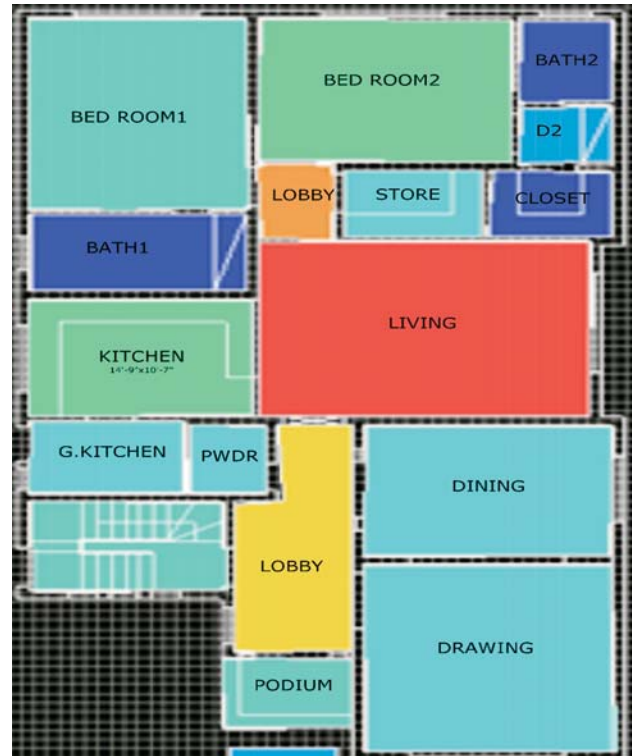 BATH2
BED ROOM2
BED ROOM1
D2
LOBBY
STORE
CLOSET
BATH1
LIVING
KITCHEN
14'-9"x10'-7"
G.KITCHEN
PWDR
DINING
LOBBY
DRAWING
PODIUM